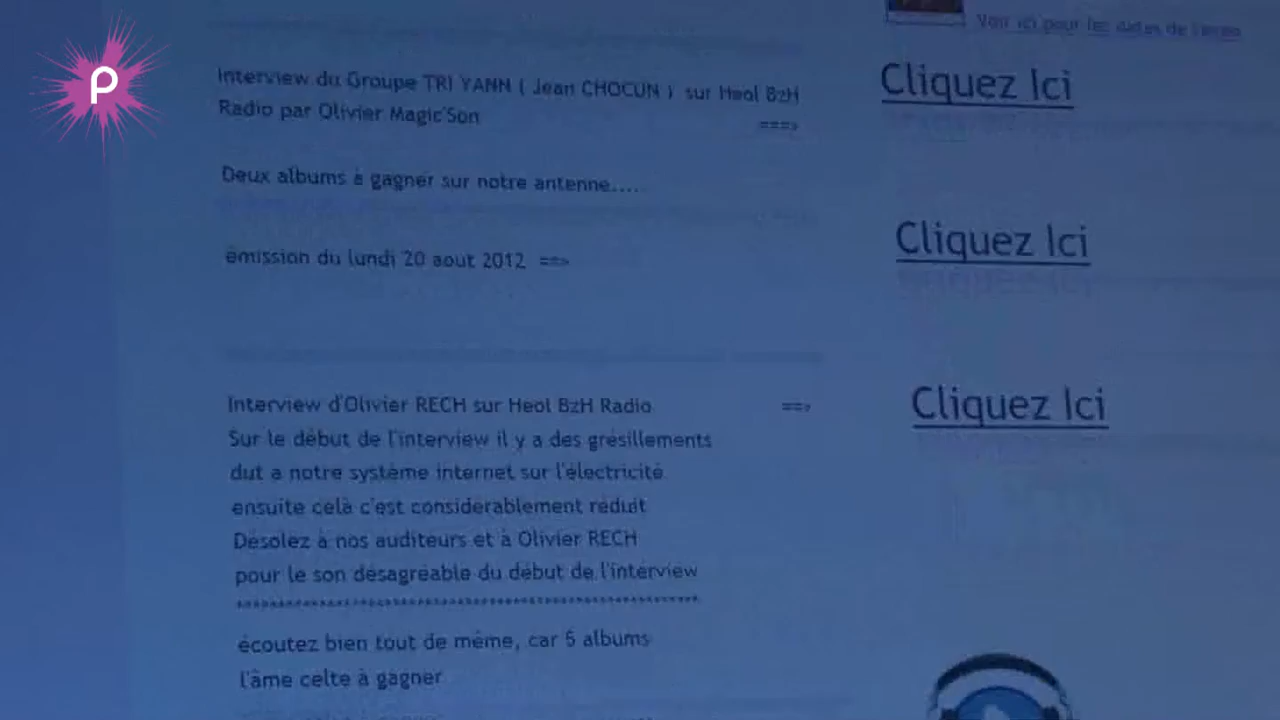 P
Voir ici pour les dates de
Cliquez Ici
Interview du Groupe TRI YANN ( Jean CHOCUN ) sur Heol BzH
Radio par Olivier Magic'Son ===>
Deux albums à gagner sur notre antenne.....
Cliquez Ici
émission du lundi 20 aout 2012 ==>
Interview d'Olivier RECH sur Heol BzH Radio ==>
Cliquez Ici
Sur le début de l'interview il y a des grésillements
dut a notre système internet sur l'électricité
ensuite celà c'est considerablement réduit
Désolez à nos auditeurs et à Olivier RECH
pour le son désagréable du début de l'interview
écoutez bien tout de même, car 5 albums
l'âme celte à gagner